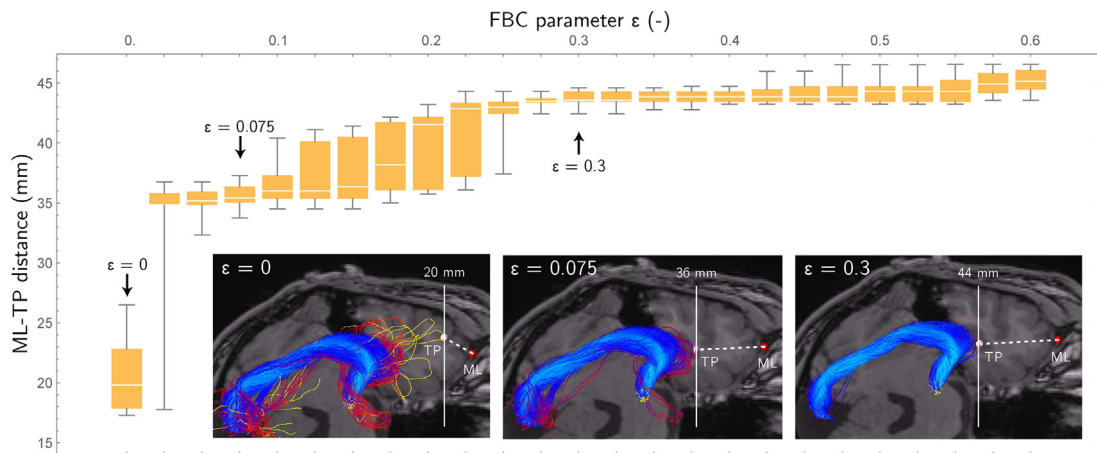 FBC parameter ε (-)
0. 0.1 0.2 0.3 0.4 0.5 0.6
ML-TP distance (mm)
45
40
35
30
25
20
15
ε = 0
ε = 0.075
ε = 0.3
ε = 0
20 mm
TP
ML
ε = 0.075
36 mm
TP
ML
ε = 0.3
44 mm
TP
ML